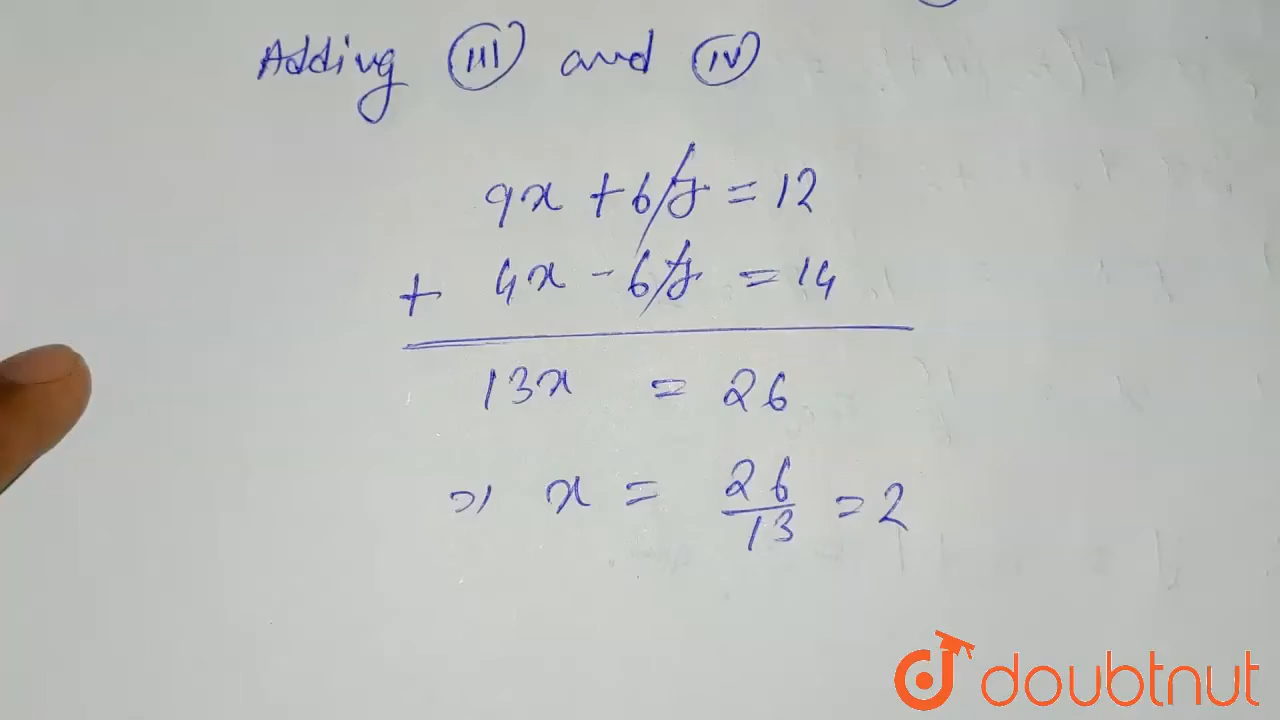 Adding (iii) and (iv)
9x + 6y = 12
+ 4x - 6y = 14
13x = 26
⇒ x = 26/13 = 2
doubtnut